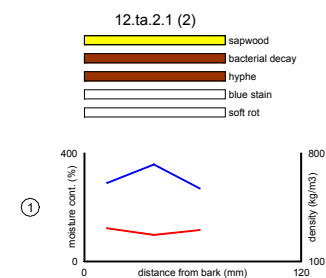 12.ta.2.1 (2)
sapwood
bacterial decay
hyphe
blue stain
soft rot
400
800
moisture cont. (%)
density (kg/m3)
1
0
100
0
distance from bark (mm)
120